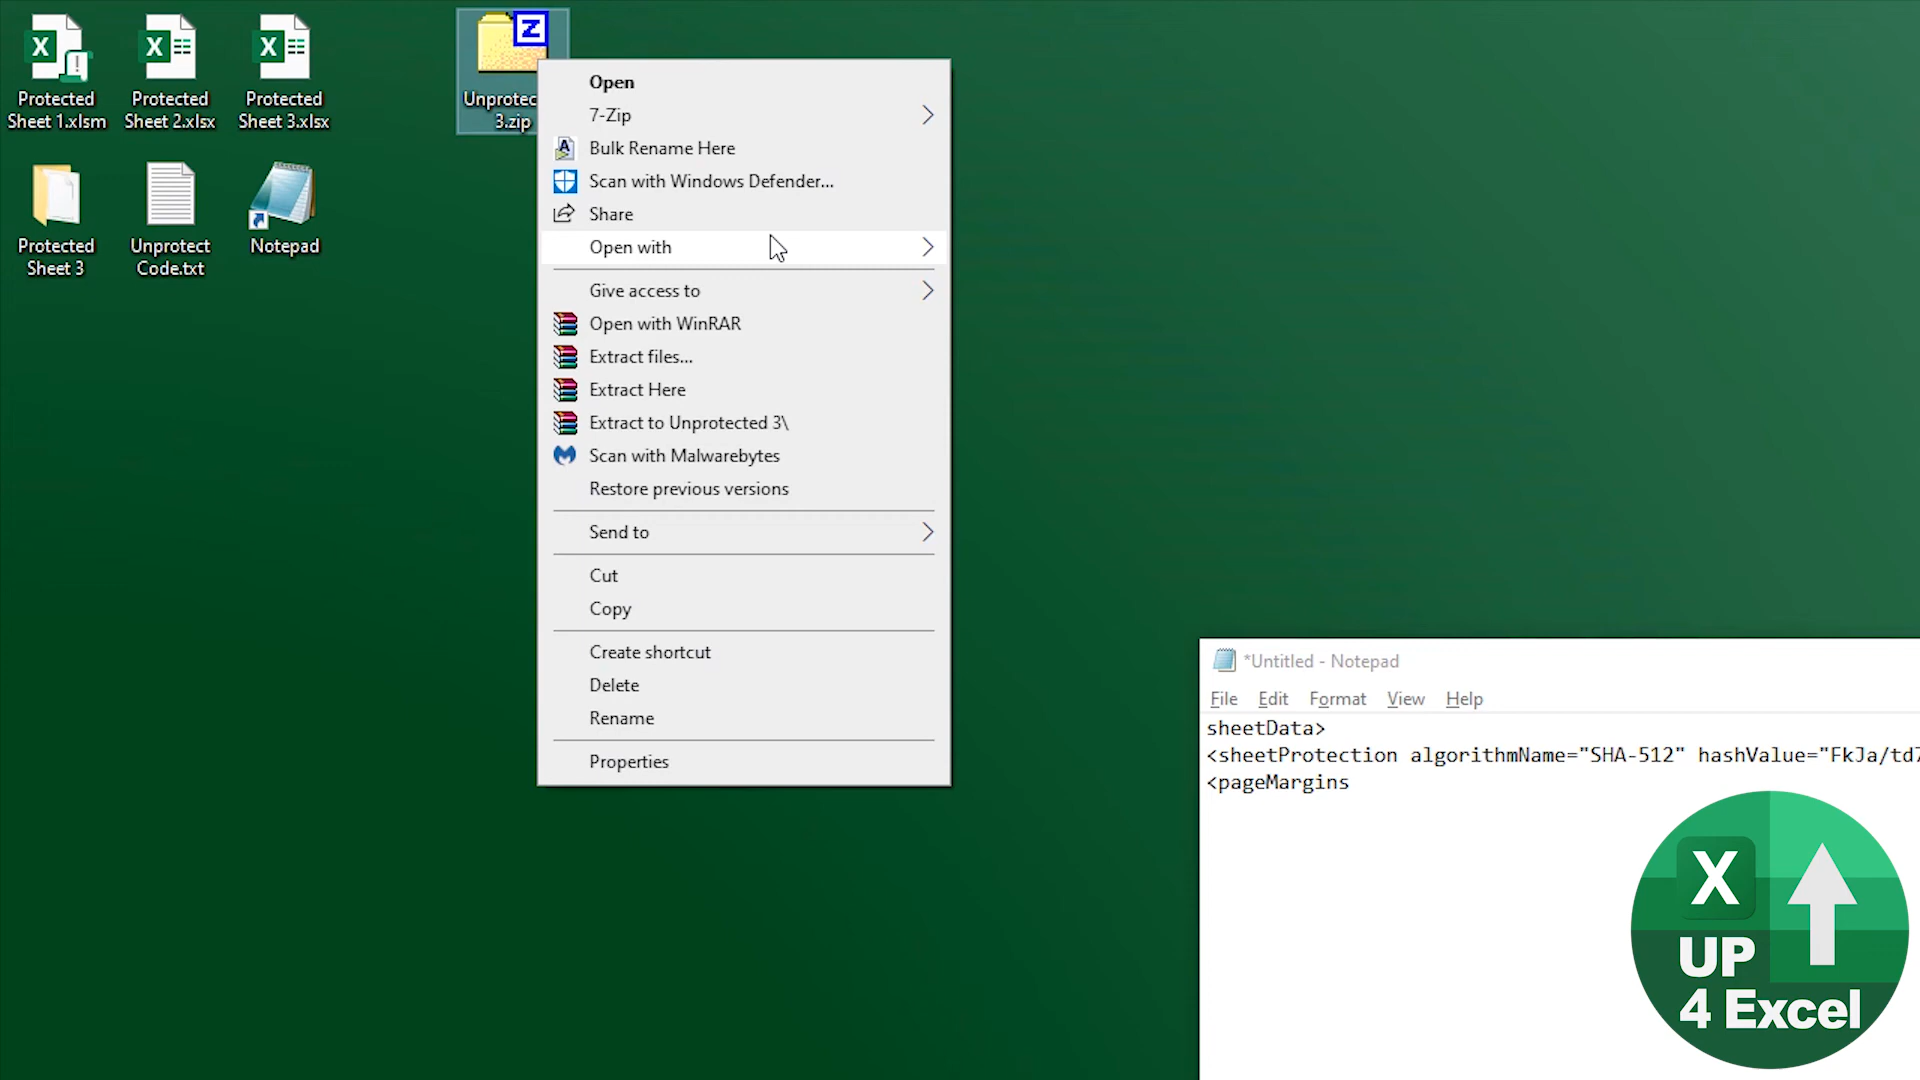 Protected
Sheet 1.xlsm
Protected
Sheet 2.xlsx
Protected
Sheet 3.xlsx
Protected
Sheet 3
Unprotect
Code.txt
Notepad
Z
Unprotec
3.zip
Open
7-Zip
Bulk Rename Here
Scan with Windows Defender...
Share
Open with
Give access to
Open with WinRAR
Extract files...
Extract Here
Extract to Unprotected 3\
Scan with Malwarebytes
Restore previous versions
Send to
Cut
Copy
Create shortcut
Delete
Rename
Properties
*Untitled - Notepad
File Edit Format View Help
sheetData>
<sheetProtection algorithmName="SHA-512" hashValue="FkJa/td7
<pageMargins
X
UP
4 Excel